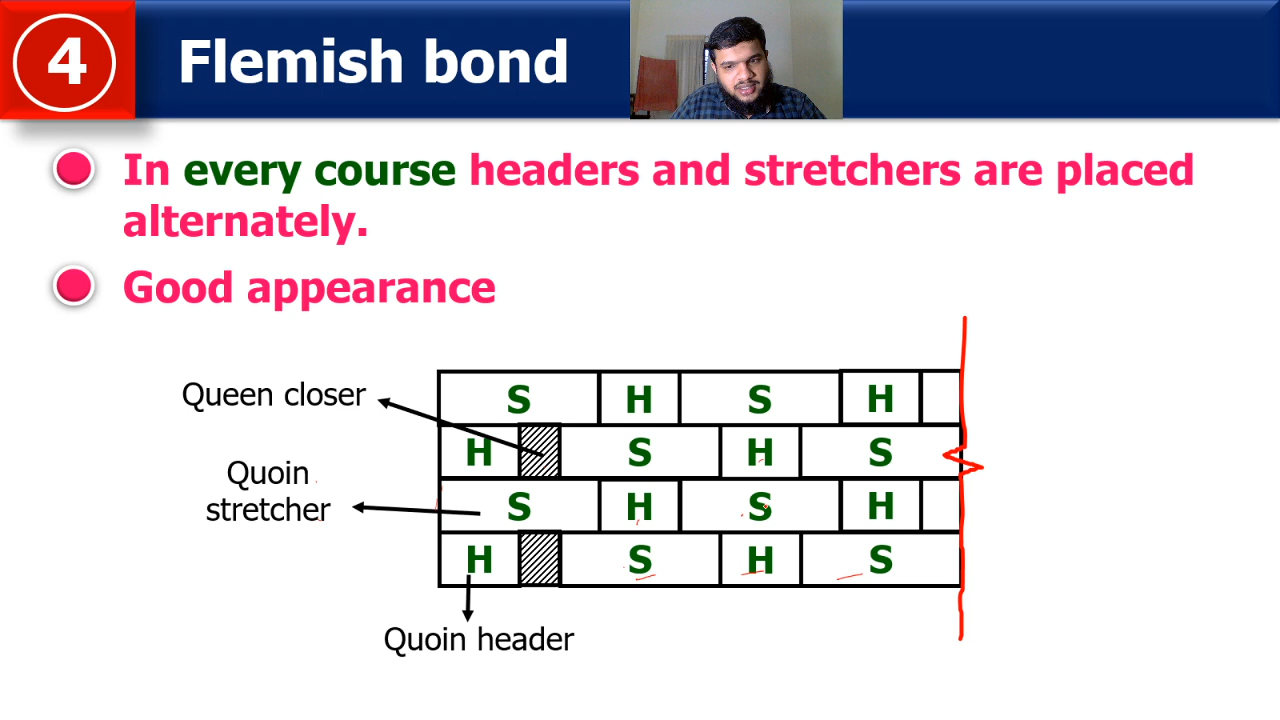 4
Flemish bond
In every course headers and stretchers are placed
alternately.
Good appearance
Queen closer
Quoin
stretcher
S H S H
H S H S
S H S H
H S H S
Quoin header